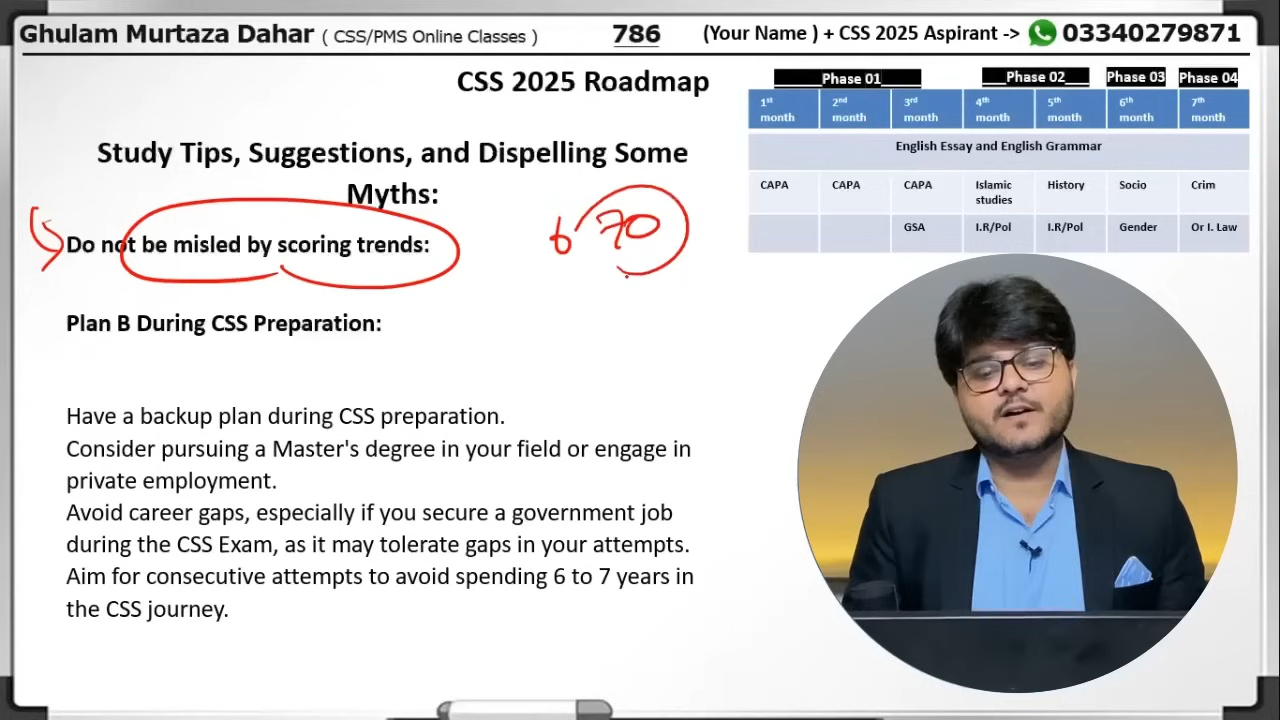 Ghulam Murtaza Dahar ( CSS/PMS Online Classes ) 786 (Your Name ) + CSS 2025 Aspirant -> 03340279871
CSS 2025 Roadmap
Study Tips, Suggestions, and Dispelling Some
Myths:
Do not be misled by scoring trends:
6 70
Plan B During CSS Preparation:
Have a backup plan during CSS preparation.
Consider pursuing a Master's degree in your field or engage in
private employment.
Avoid career gaps, especially if you secure a government job
during the CSS Exam, as it may tolerate gaps in your attempts.
Aim for consecutive attempts to avoid spending 6 to 7 years in
the CSS journey.
Phase 01 Phase 02 Phase 03 Phase 04
1st month 2nd month 3rd month 4th month 5th month 6th month 7th month
English Essay and English Grammar
CAPA CAPA CAPA Islamic studies History Socio Crim
GSA I.R/Pol I.R/Pol Gender Or I. Law